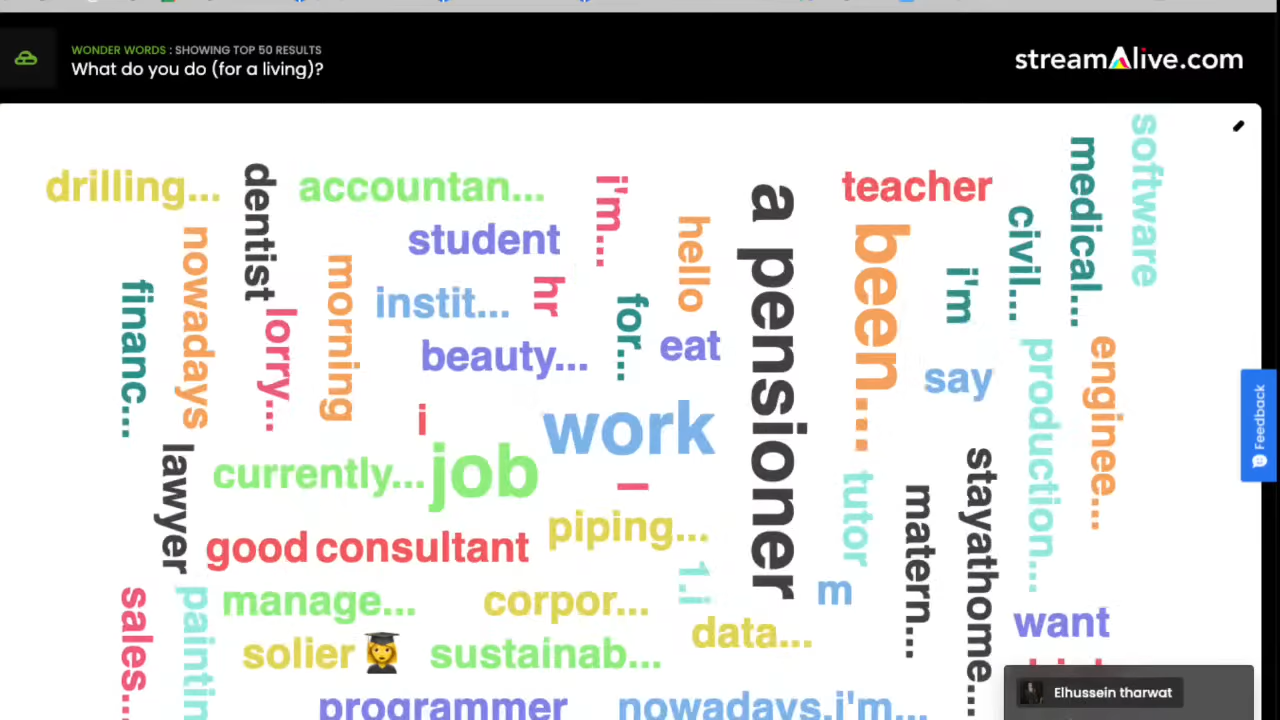 WONDER WORDS : SHOWING TOP 50 RESULTS
What do you do (for a living)?
streamAlive.com
drilling...
dentist
accountan...
i'm...
a pensioner
teacher
medical...
software
nowadays
student
hello
been...
civil...
financ...
lorry...
morning
instit...
hr
for...
eat
i'm
production...
enginee...
beauty...
say
i
work
Feedback
lawyer
currently...
job
tutor
matern...
stayathome...
good consultant
piping...
1.i
m
sales...
manage...
corpor...
want
data...
solier
sustainab...
programmer
nowadays,i'm...
Elhussein tharwat